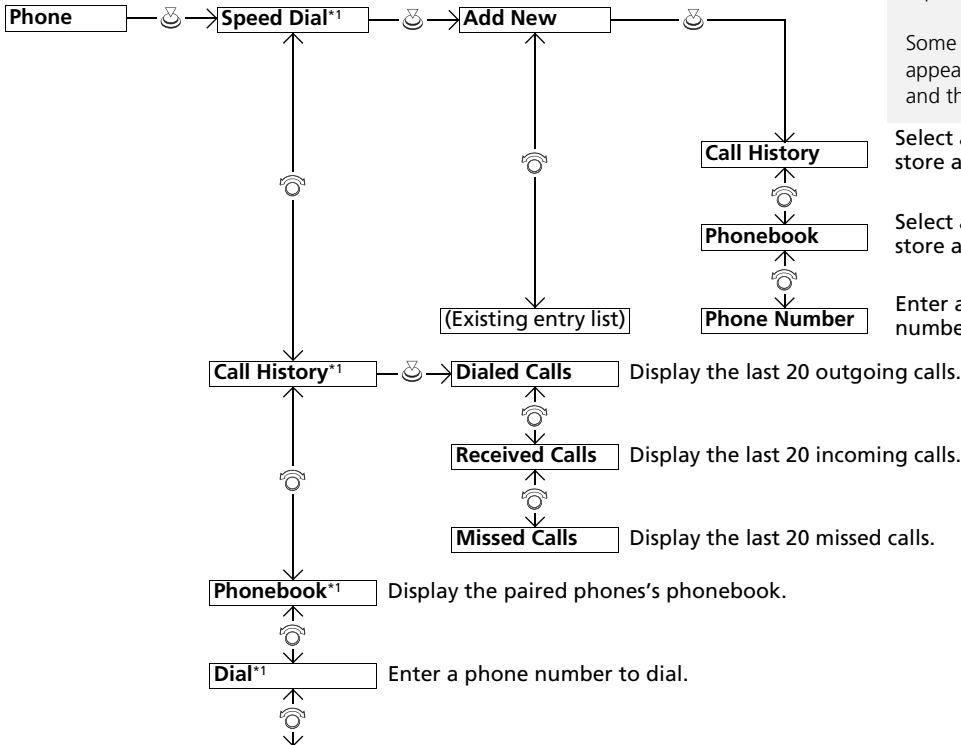 Phone
Speed Dial*1
Add New
Some
and th
Call History
Select a
store a
Phonebook
Select a
store a
(Existing entry list)
Phone Number
Enter a
numbe
Call History*1
Dialed Calls
Display the last 20 outgoing calls.
Received Calls
Display the last 20 incoming calls.
Missed Calls
Display the last 20 missed calls.
Phonebook*1
Display the paired phones's phonebook.
Dial*1
Enter a phone number to dial.